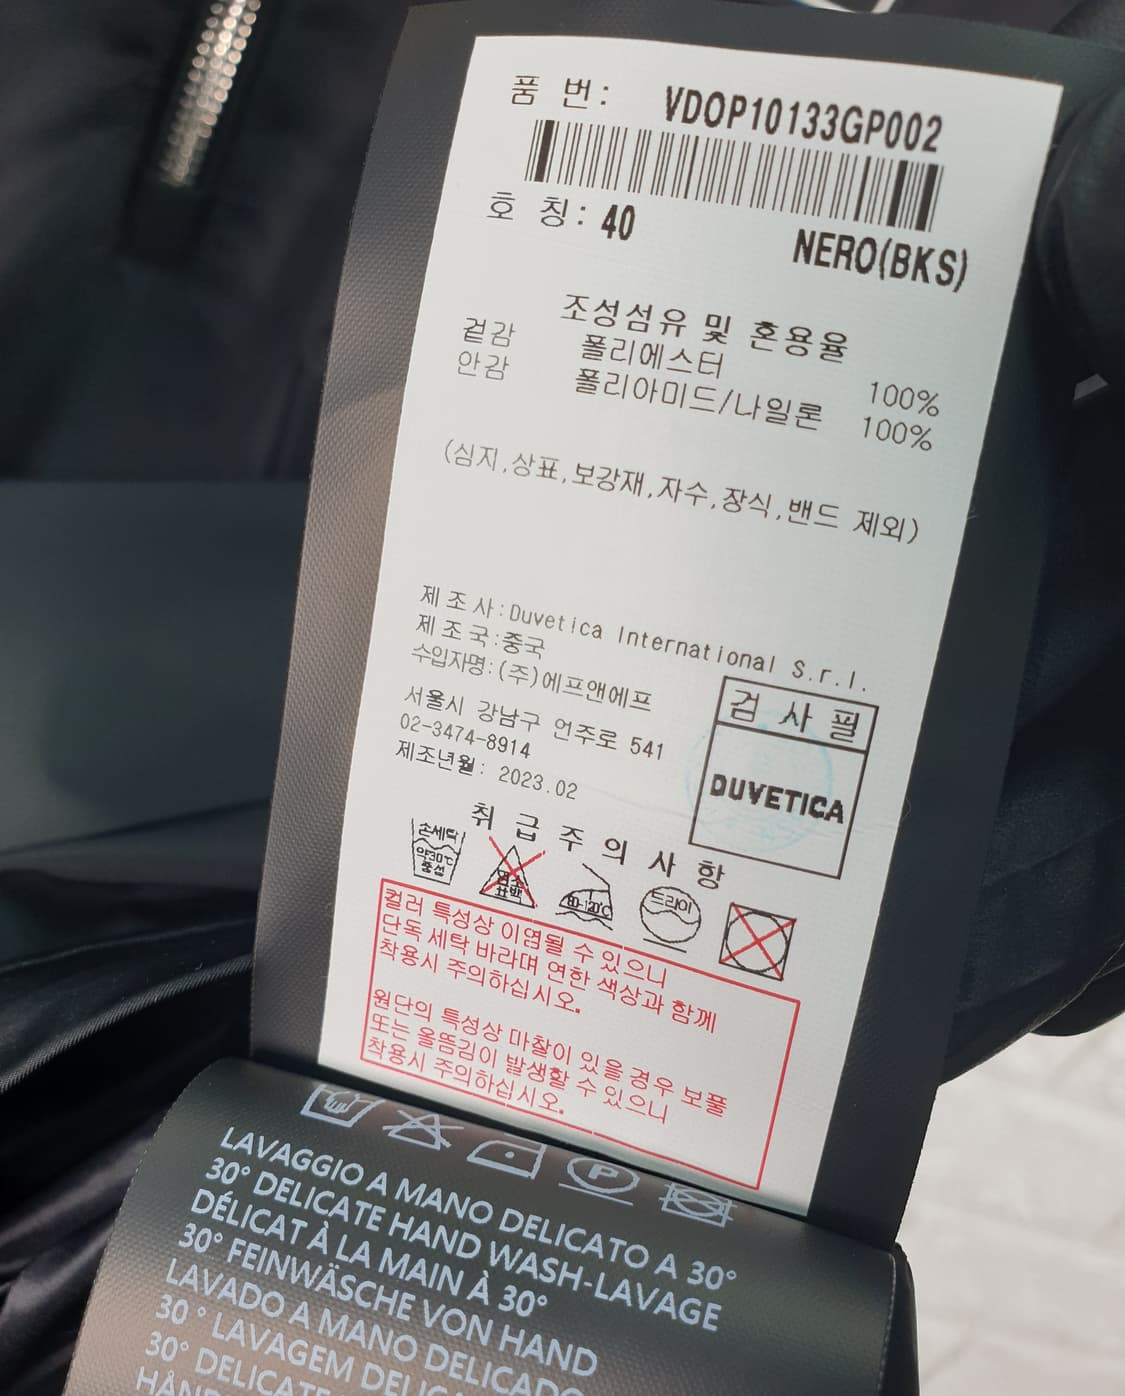 품 번: VDOP10133GP002
호 칭: 40 NERO(BKS)
조성섬유 및 혼용율
겉감 폴리에스터 100%
안감 폴리아미드/나일론 100%
(심지,상표,보강재,자수,장식,밴드 제외)
제조사:Duvetica International S.r.l.
제조국:중국
수입자명:(주)에프앤에프
서울시 강남구 언주로 541
02-3474-8914
제조년월: 2023.02
검사필
DUVETICA
취급주의사항
손세탁
약30℃
중성
염소
표백
80-120℃
드라이
컬러 특성상 이염될 수 있으니
단독 세탁 바라며 연한 색상과 함께
착용시 주의하십시오.
원단의 특성상 마찰이 있을경우 보풀
또는 올뜯김이 발생할 수 있으니
착용시 주의하십시오.
P
LAVAGGIO A MANO DELICATO A 30°
30° DELICATE HAND WASH-LAVAGE
DÉLICAT À LA MAIN À 30°
30° FEINWÄSCHE VON HAND
LAVADO A MANO DELICADO
30 ° LAVAGEM
30° DELICATE